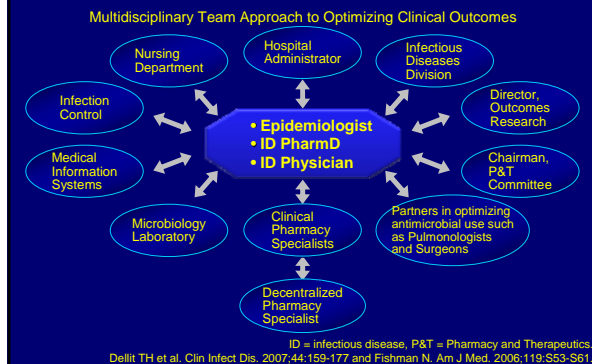 Multidisciplinary Team Approach to Optimizing Clinical Outcomes
Hospital
Administrator
Nursing
Department
Infectious
Diseases
Division
Infection
Control
Director,
Outcomes
Research
• Epidemiologist
• ID PharmD
• ID Physician
Medical
Information
Systems
Chairman,
P&T
Committee
Microbiology
Laboratory
Clinical
Pharmacy
Specialists
Partners in optimizing
antimicrobial use such
as Pulmonologists
and Surgeons
Decentralized
Pharmacy
Specialist
ID = infectious disease, P&T = Pharmacy and Therapeutics.
Dellit TH et al. Clin Infect Dis. 2007;44:159-177 and Fishman N. Am J Med. 2006;119:S53-S61.